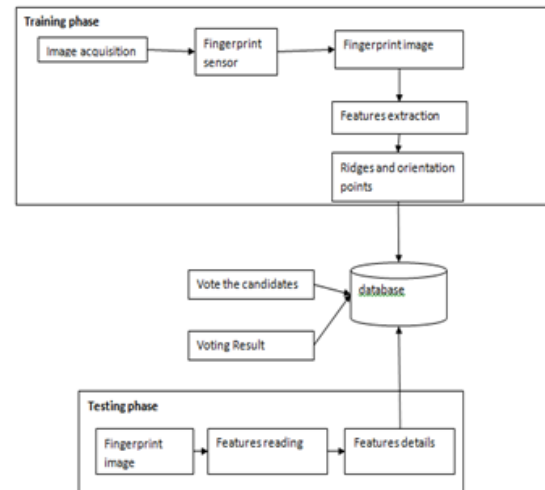 Training phase
Image acquisition
Fingerprint
sensor
Fingerprint image
Features extraction
Ridges and orientation
points
Vote the candidates
database
Voting Result
Testing phase
Fingerprint
image
Features reading
Features details